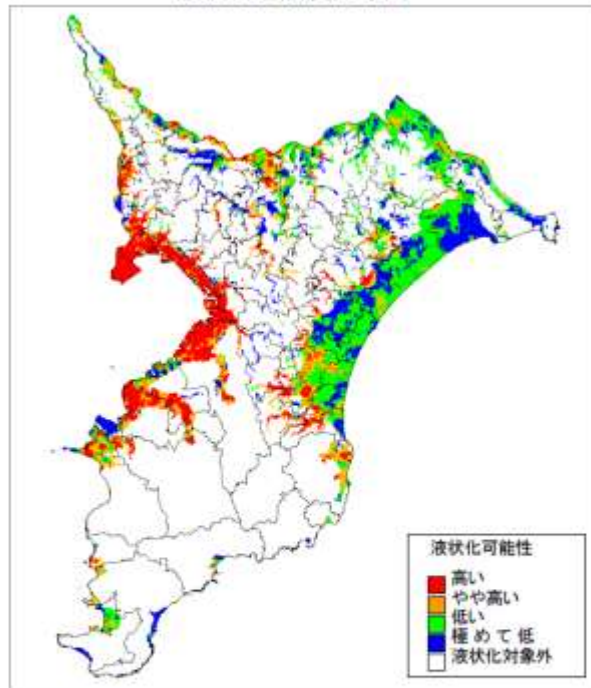 液状化可能性
高い
やや高い
低い
極めて低
液状化対象外